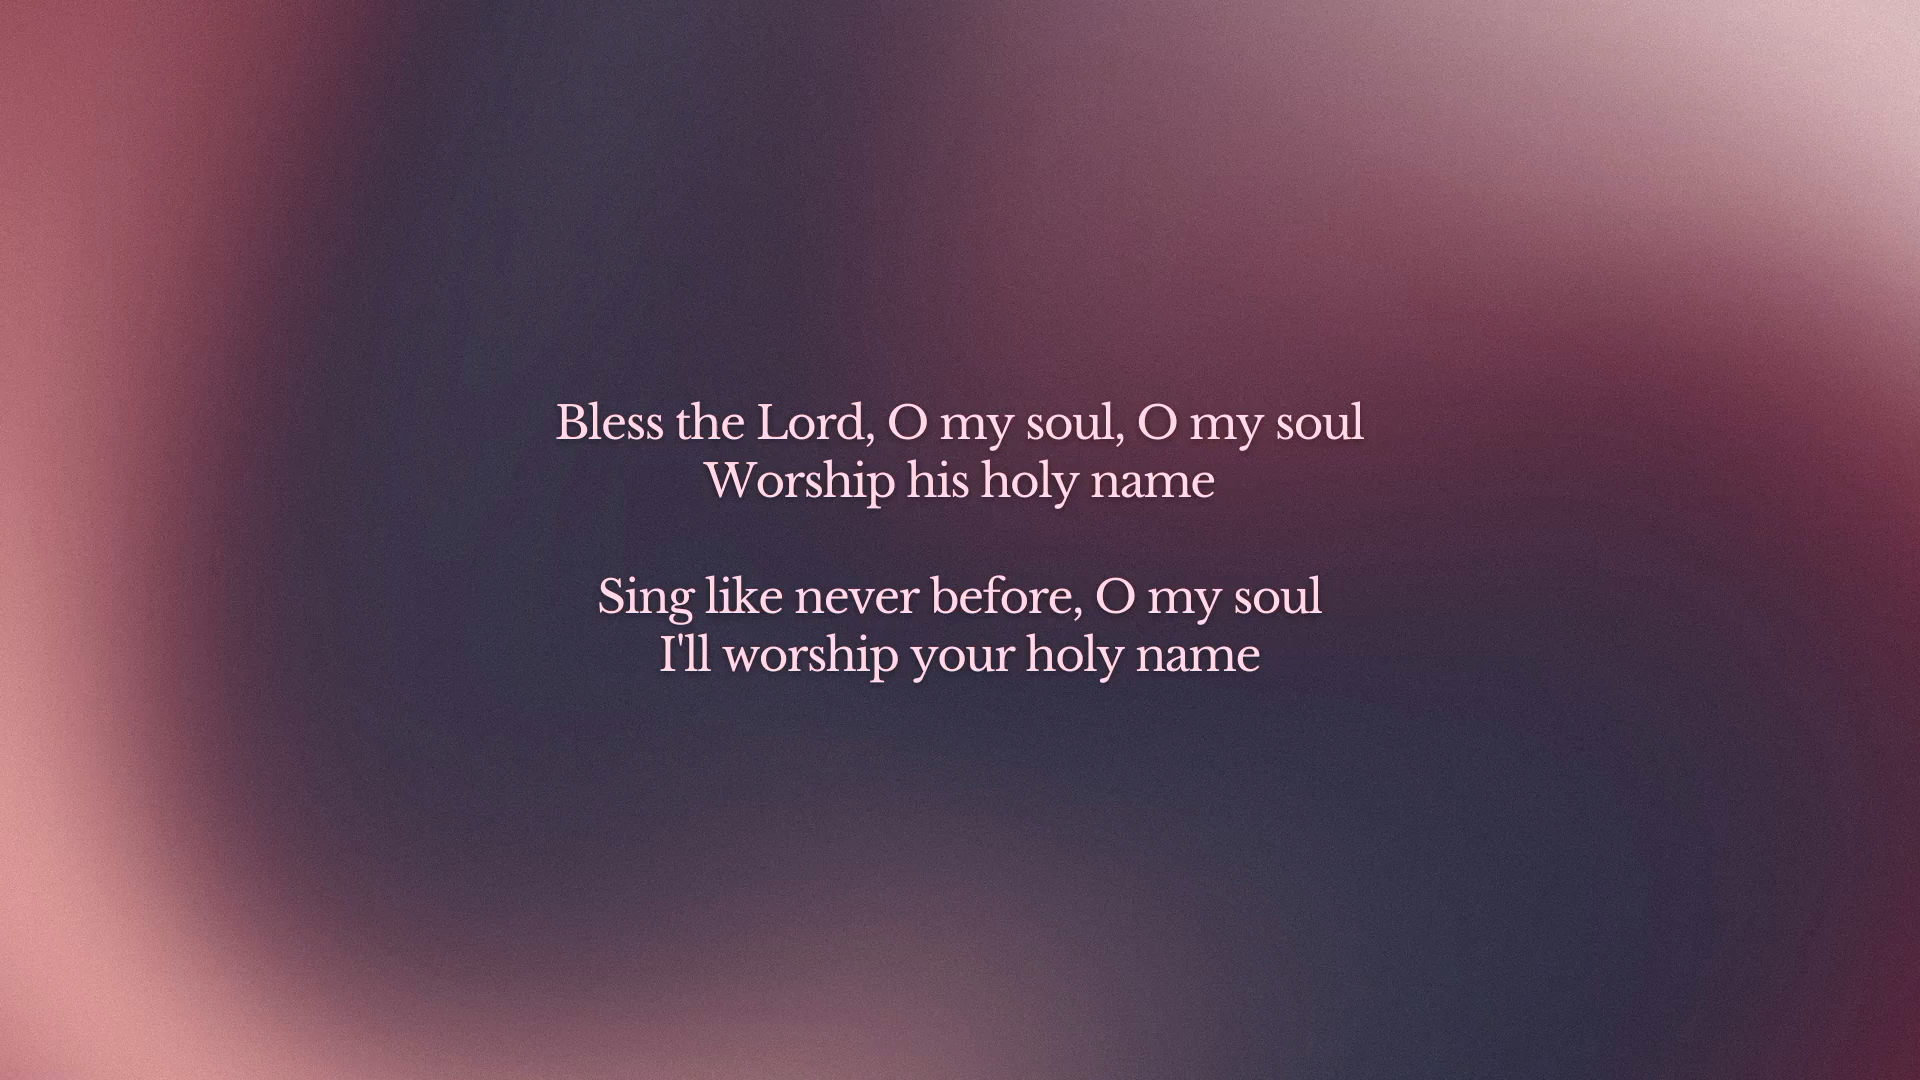 Bless the Lord, O my soul, O my soul
Worship his holy name
Sing like never before, O my soul
I'll worship your holy name